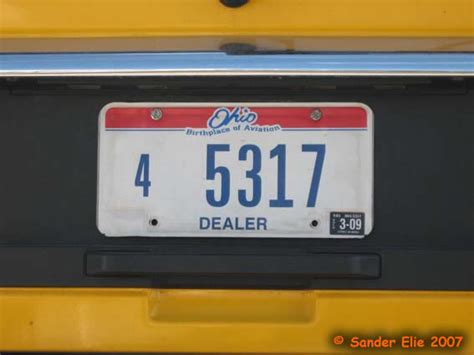 Ohio
Birthplace of Aviation
4 5317
DEALER
3-09
© Sander Elie 2007